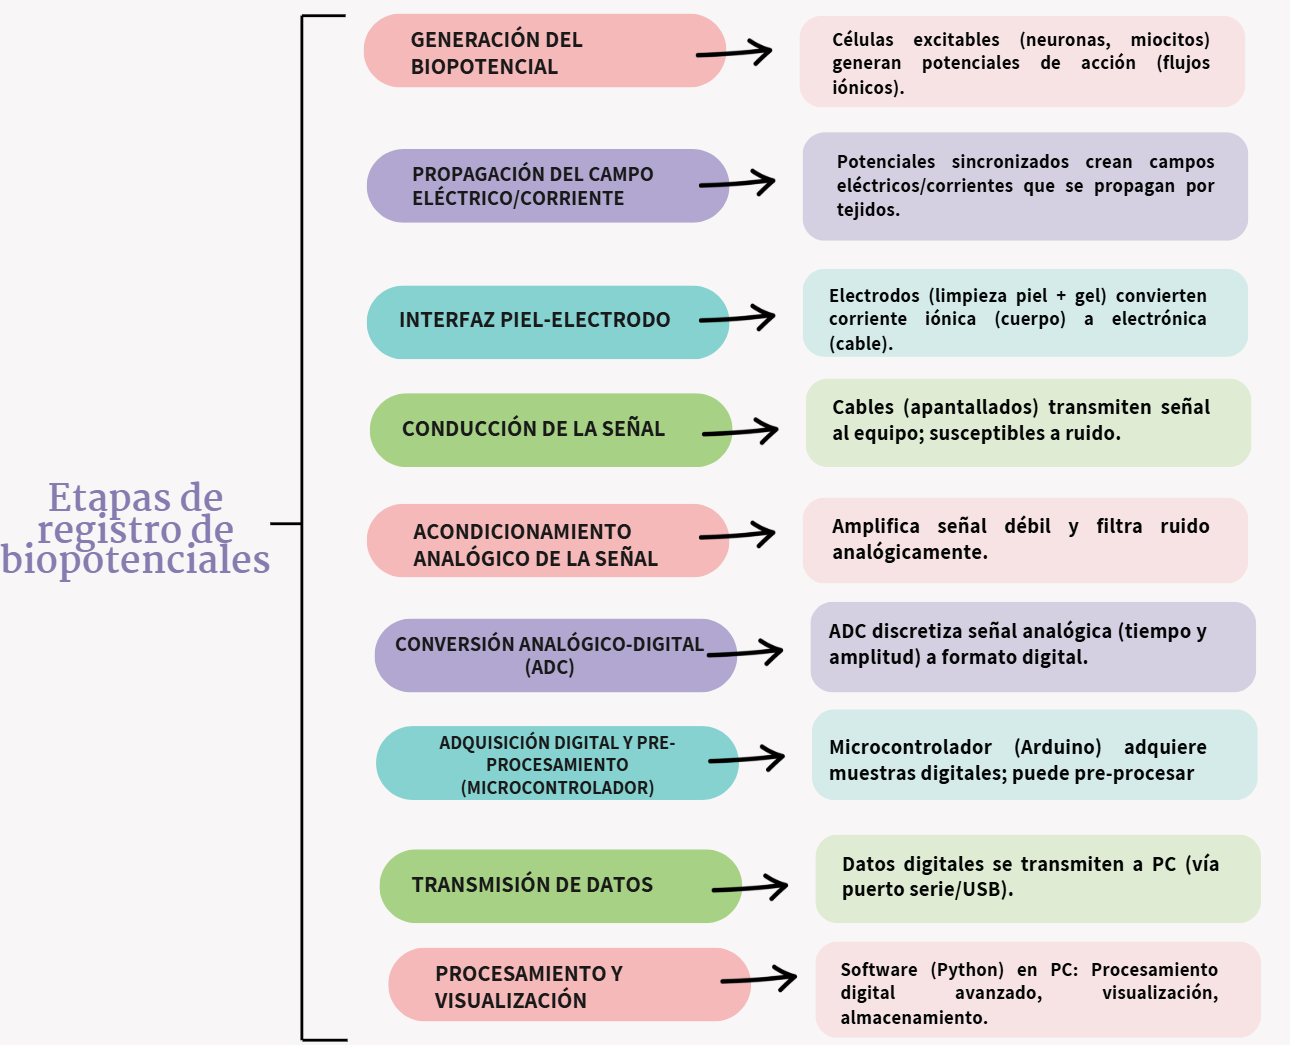 Etapas de
registro de
biopotenciales
GENERACIÓN DEL
BIOPOTENCIAL
Células excitables (neuronas, miocitos)
generan potenciales de acción (flujos
iónicos).
PROPAGACIÓN DEL CAMPO
ELÉCTRICO/CORRIENTE
Potenciales sincronizados crean campos
eléctricos/corrientes que se propagan por
tejidos.
INTERFAZ PIEL-ELECTRODO
Electrodos (limpieza piel + gel) convierten
corriente iónica (cuerpo) a electrónica
(cable).
CONDUCCIÓN DE LA SEÑAL
Cables (apantallados) transmiten señal
al equipo; susceptibles a ruido.
ACONDICIONAMIENTO
ANALÓGICO DE LA SEÑAL
Amplifica señal débil y filtra ruido
analógicamente.
CONVERSIÓN ANALÓGICO-DIGITAL
(ADC)
ADC discretiza señal analógica (tiempo y
amplitud) a formato digital.
ADQUISICIÓN DIGITAL Y PRE-
PROCESAMIENTO
(MICROCONTROLADOR)
Microcontrolador (Arduino) adquiere
muestras digitales; puede pre-procesar
TRANSMISIÓN DE DATOS
Datos digitales se transmiten a PC (vía
puerto serie/USB).
PROCESAMIENTO Y
VISUALIZACIÓN
Software (Python) en PC: Procesamiento
digital avanzado, visualización,
almacenamiento.